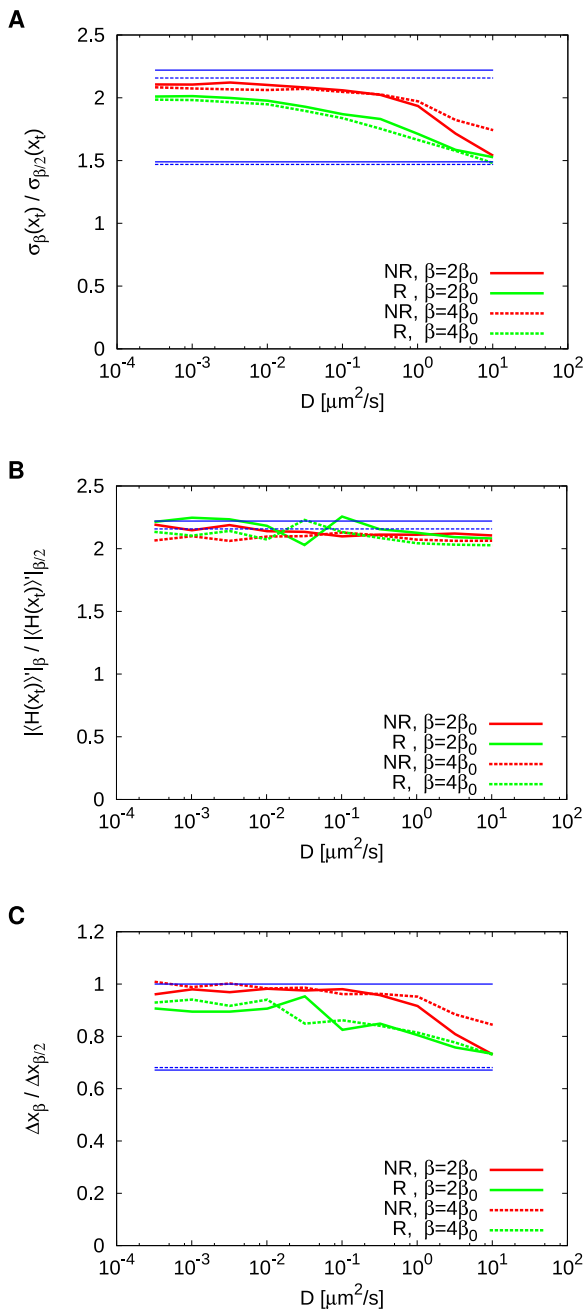 A
σβ(xt) / σβ/2(xt)
2.5
2
1.5
1
0.5
0
NR, β=2β0
R , β=2β0
NR, β=4β0
R, β=4β0
10-4 10-3 10-2 10-1 100 101 102
D [μm2/s]
B
|⟨H(xt)⟩'|β / |⟨H(xt)⟩'|β/2
2.5
2
1.5
1
0.5
0
NR, β=2β0
R , β=2β0
NR, β=4β0
R, β=4β0
10-4 10-3 10-2 10-1 100 101 102
D [μm2/s]
C
Δxβ / Δxβ/2
1.2
1
0.8
0.6
0.4
0.2
0
NR, β=2β0
R , β=2β0
NR, β=4β0
R, β=4β0
10-4 10-3 10-2 10-1 100 101 102
D [μm2/s]